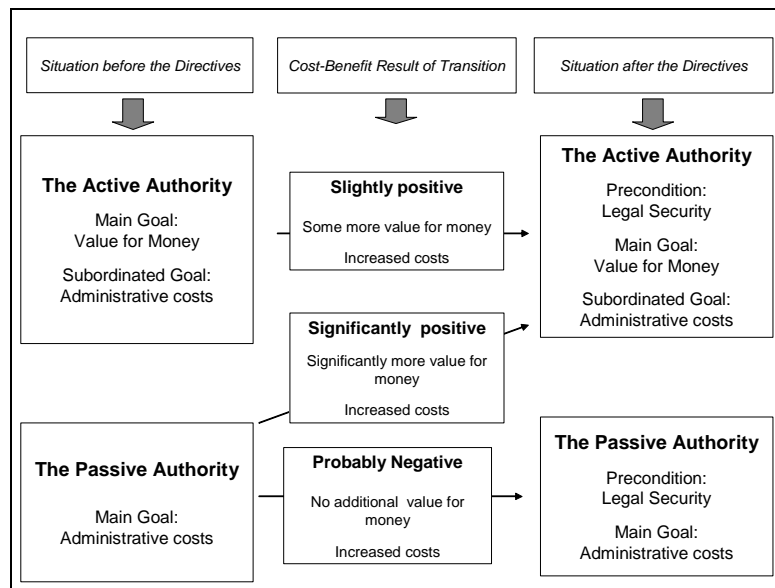 Situation before the Directives
Cost-Benefit Result of Transition
Situation after the Directives
The Active Authority
Main Goal:
Value for Money
Subordinated Goal:
Administrative costs
Slightly positive
Some more value for money
Increased costs
The Active Authority
Precondition:
Legal Security
Main Goal:
Value for Money
Subordinated Goal:
Administrative costs
Significantly positive
Significantly more value for
money
Increased costs
The Passive Authority
Main Goal:
Administrative costs
Probably Negative
No additional value for
money
Increased costs
The Passive Authority
Precondition:
Legal Security
Main Goal:
Administrative costs